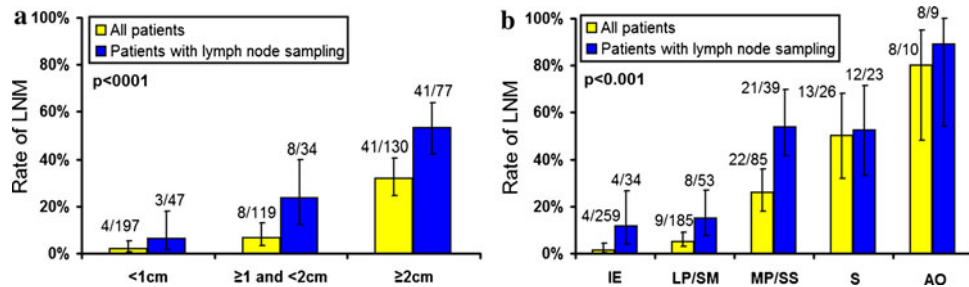 a
100%
80%
60%
40%
20%
0%
Rate of LNM
All patients
Patients with lymph node sampling
p<0001
4/197
3/47
8/119
8/34
41/130
41/77
<1cm
≥1 and <2cm
≥2cm
b
100%
80%
60%
40%
20%
0%
Rate of LNM
All patients
Patients with lymph node sampling
p<0.001
4/259
4/34
9/185
8/53
22/85
21/39
13/26
12/23
8/10
8/9
IE
LP/SM
MP/SS
S
AO